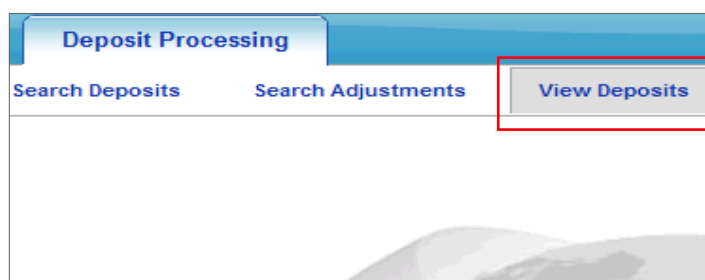 Deposit Processing
Search Deposits Search Adjustments View Deposits